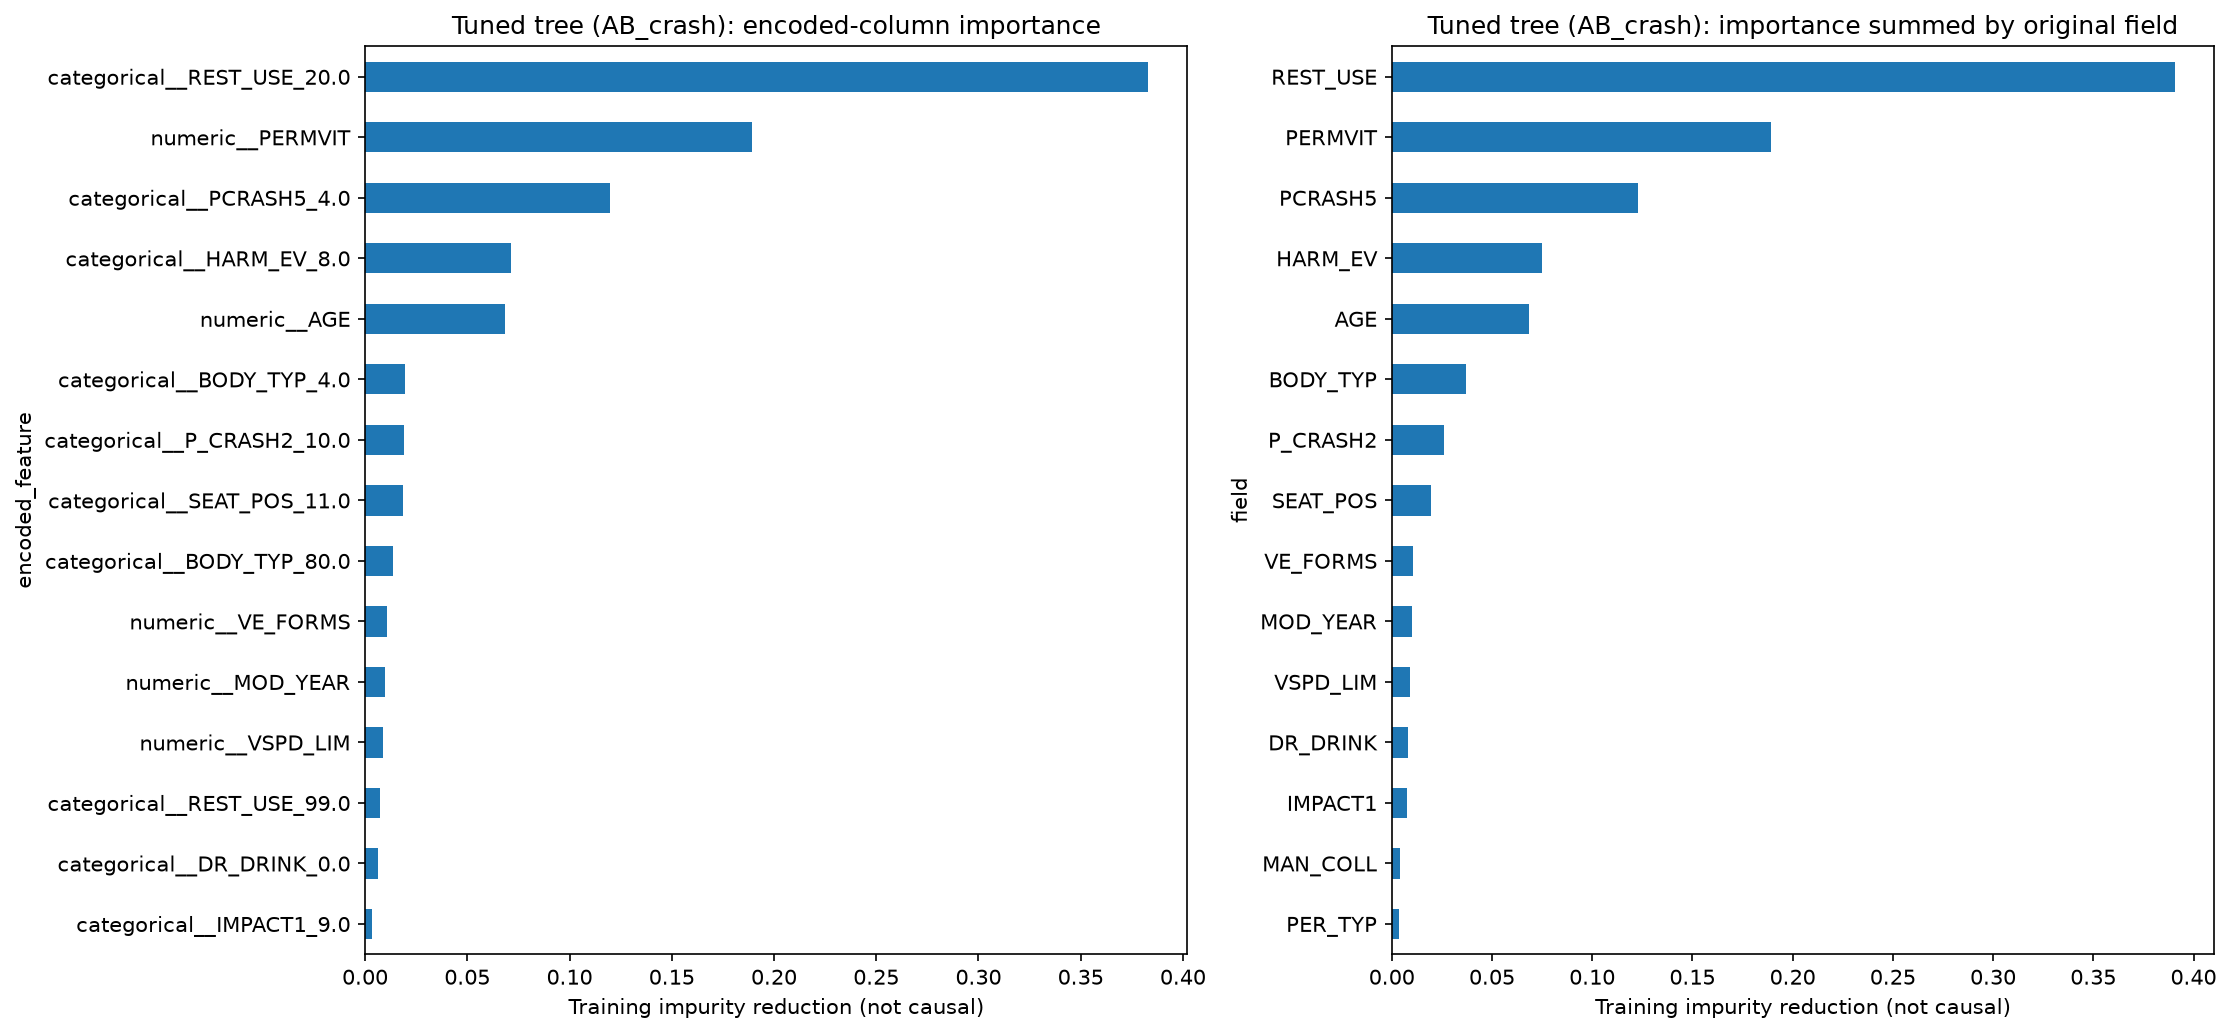 Tuned tree (AB_crash): encoded-column importance
encoded_feature
categorical__REST_USE_20.0
numeric__PERMVIT
categorical__PCRASH5_4.0
categorical__HARM_EV_8.0
numeric__AGE
categorical__BODY_TYP_4.0
categorical__P_CRASH2_10.0
categorical__SEAT_POS_11.0
categorical__BODY_TYP_80.0
numeric__VE_FORMS
numeric__MOD_YEAR
numeric__VSPD_LIM
categorical__REST_USE_99.0
categorical__DR_DRINK_0.0
categorical__IMPACT1_9.0
0.00 0.05 0.10 0.15 0.20 0.25 0.30 0.35 0.40
Training impurity reduction (not causal)
Tuned tree (AB_crash): importance summed by original field
field
REST_USE
PERMVIT
PCRASH5
HARM_EV
AGE
BODY_TYP
P_CRASH2
SEAT_POS
VE_FORMS
MOD_YEAR
VSPD_LIM
DR_DRINK
IMPACT1
MAN_COLL
PER_TYP
0.00 0.05 0.10 0.15 0.20 0.25 0.30 0.35 0.40
Training impurity reduction (not causal)